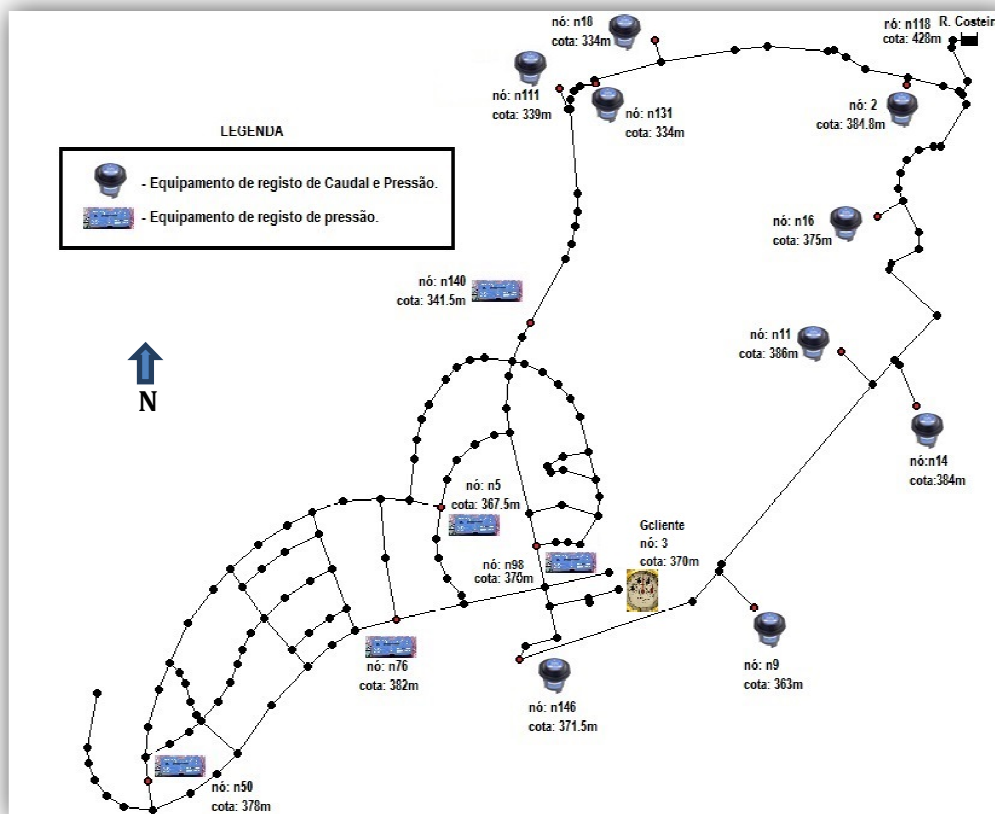 nó: n18
cota: 334m
nó: n118 R. Costeir
cota: 428m
nó: n111
cota: 339m
nó: n131
cota: 334m
nó: 2
cota: 384.8m
LEGENDA
- Equipamento de registo de Caudal e Pressão.
- Equipamento de registo de pressão.
nó: n16
cota: 375m
nó: n140
cota: 341.5m
nó: n11
cota: 386m
N
nó:n14
cota:384m
nó: n5
cota: 367.5m
Gcliente
nó: 3
cota: 370m
nó: n98
cota: 375m
nó: n9
cota: 363m
nó: n76
cota: 382m
nó: n146
cota: 371.5m
nó: n50
cota: 378m